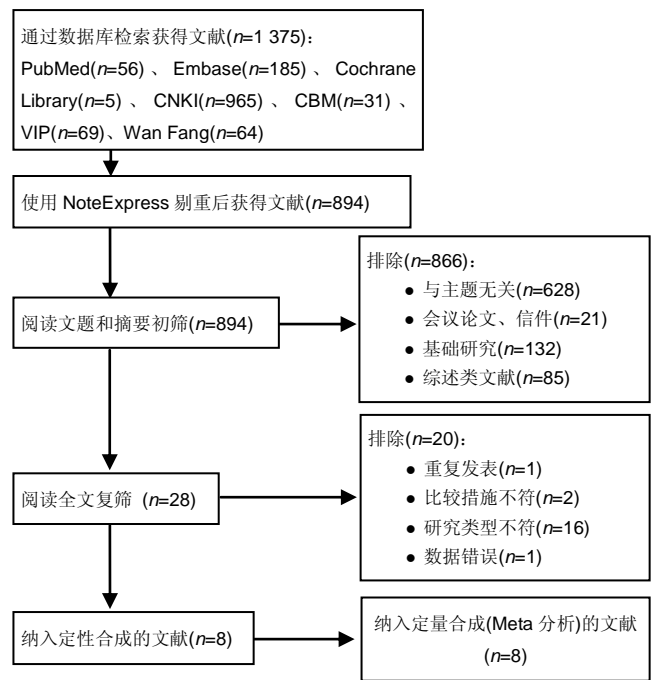 通过数据库检索获得文献(n=1 375)：
PubMed(n=56) 、 Embase(n=185) 、 Cochrane
Library(n=5) 、 CNKI(n=965) 、 CBM(n=31) 、
VIP(n=69)、Wan Fang(n=64)
使用 NoteExpress 剔重后获得文献(n=894)
阅读文题和摘要初筛(n=894)
排除(n=866)：
● 与主题无关(n=628)
● 会议论文、信件(n=21)
● 基础研究(n=132)
● 综述类文献(n=85)
阅读全文复筛 (n=28)
排除(n=20)：
● 重复发表(n=1)
● 比较措施不符(n=2)
● 研究类型不符(n=16)
● 数据错误(n=1)
纳入定性合成的文献(n=8)
纳入定量合成(Meta 分析)的文献
(n=8)